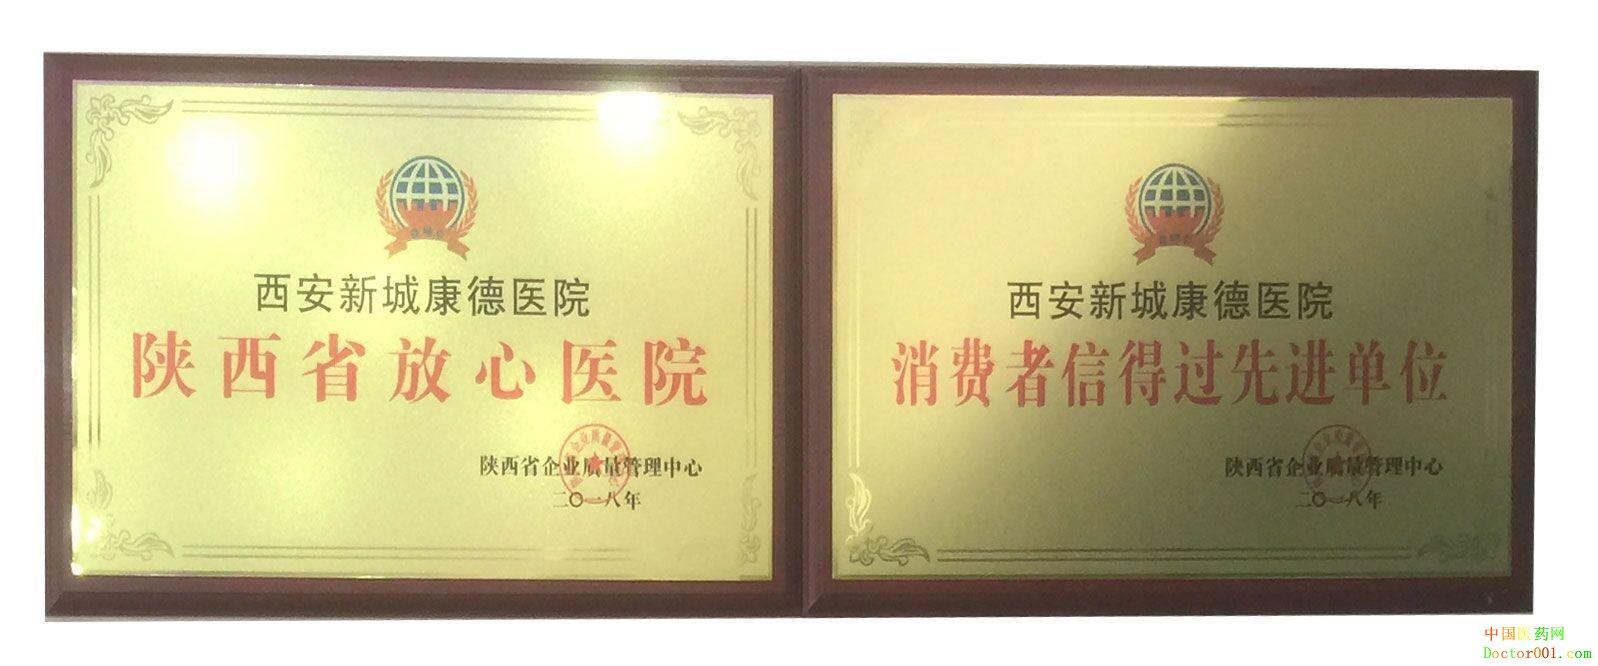 西安新城康德医院
陕西省放心医院
陕西省企业质量管理中心
二〇一八年
西安新城康德医院
消费者信得过先进单位
陕西省企业质量管理中心
二〇一八年
中国医药网
Doctor001.com